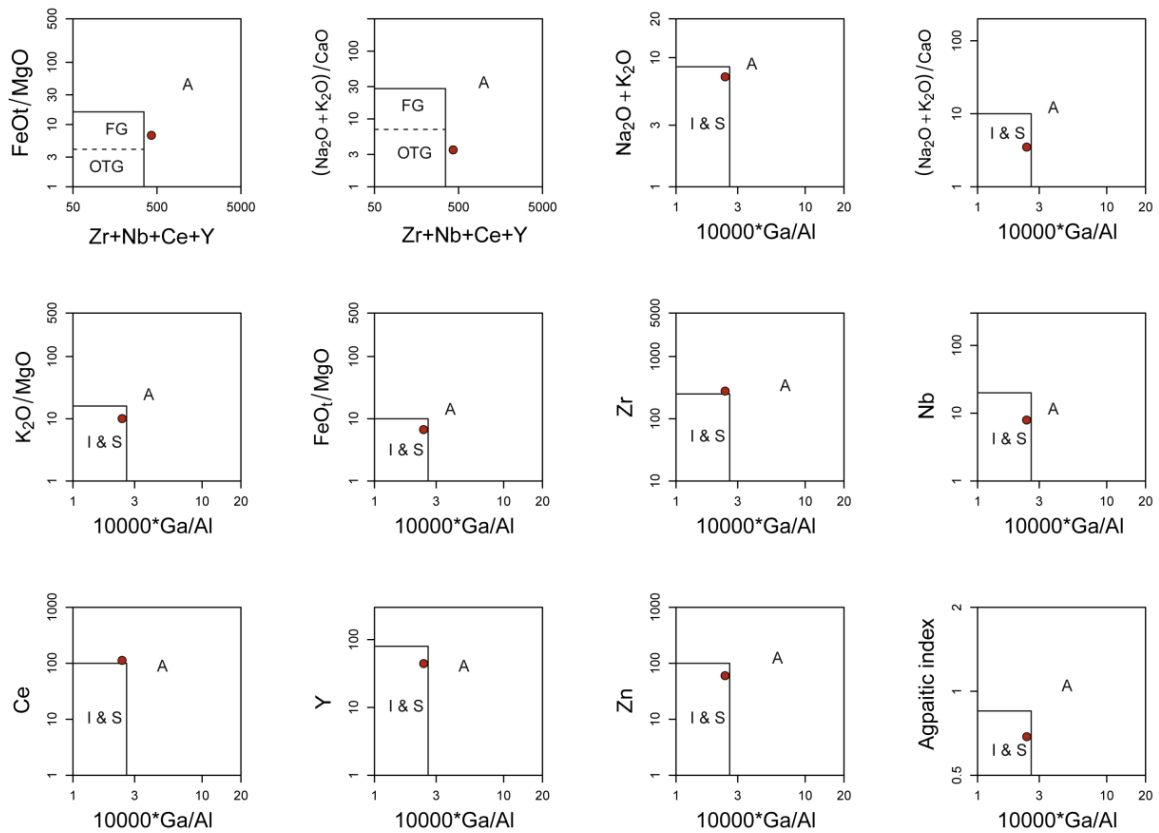 FeOt/MgO
500
100
30
10
3
1
A
FG
OTG
50
500
5000
Zr+Nb+Ce+Y
(Na₂O + K₂O)/CaO
100
30
10
3
1
A
FG
OTG
50
500
5000
Zr+Nb+Ce+Y
Na₂O + K₂O
20
10
3
1
A
I & S
1
3
10
20
10000*Ga/Al
(Na₂O + K₂O)/CaO
100
10
1
A
I & S
1
3
10
20
10000*Ga/Al
K₂O/MgO
500
100
10
1
A
I & S
1
3
10
20
10000*Ga/Al
FeOₜ/MgO
500
100
10
1
A
I & S
1
3
10
20
10000*Ga/Al
Zr
5000
1000
100
10
A
I & S
1
3
10
20
10000*Ga/Al
Nb
100
10
1
A
I & S
1
3
10
20
10000*Ga/Al
Ce
1000
100
10
1
A
I & S
1
3
10
20
10000*Ga/Al
Y
100
10
1
A
I & S
1
3
10
20
10000*Ga/Al
Zn
1000
100
10
1
A
I & S
1
3
10
20
10000*Ga/Al
Agpaitic index
2
1
0.5
A
I & S
1
3
10
20
10000*Ga/Al